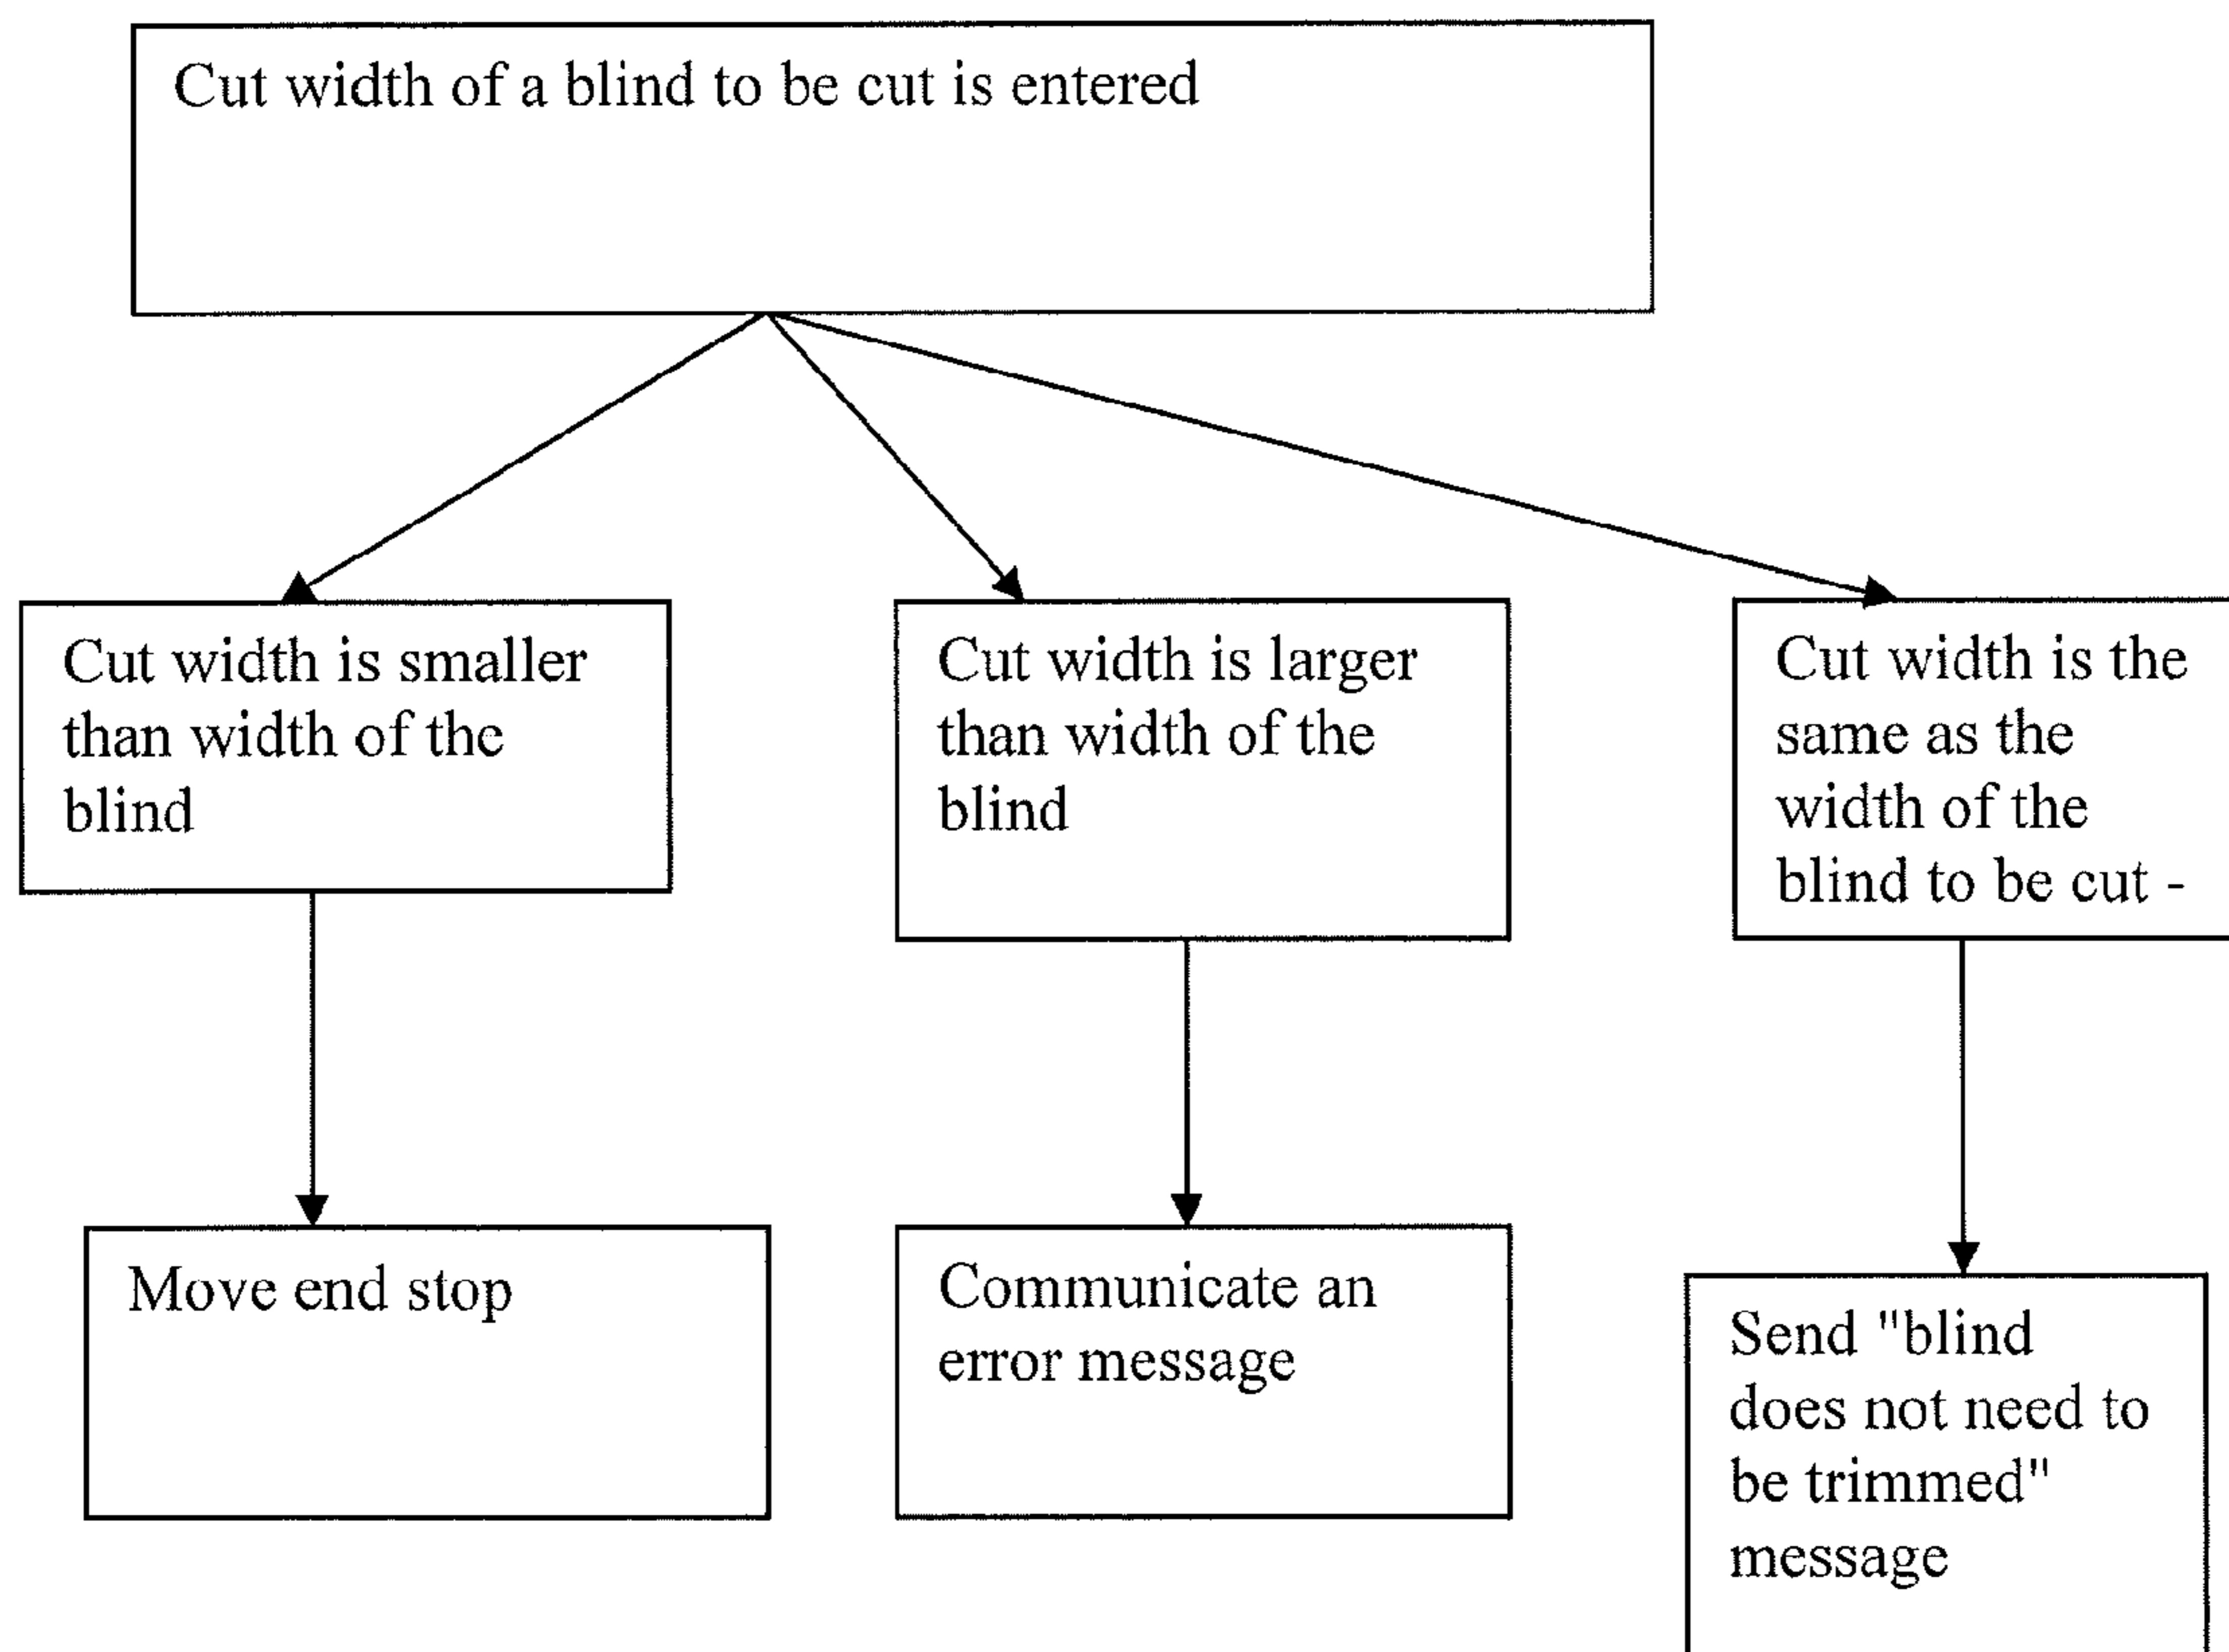 Cut width of a blind to be cut is entered
Cut width is smaller
than width of the
blind
Cut width is larger
than width of the
blind
Cut width is the
same as the
width of the
blind to be cut -
Move end stop
Communicate an
error message
Send "blind
does not need to
be trimmed"
message